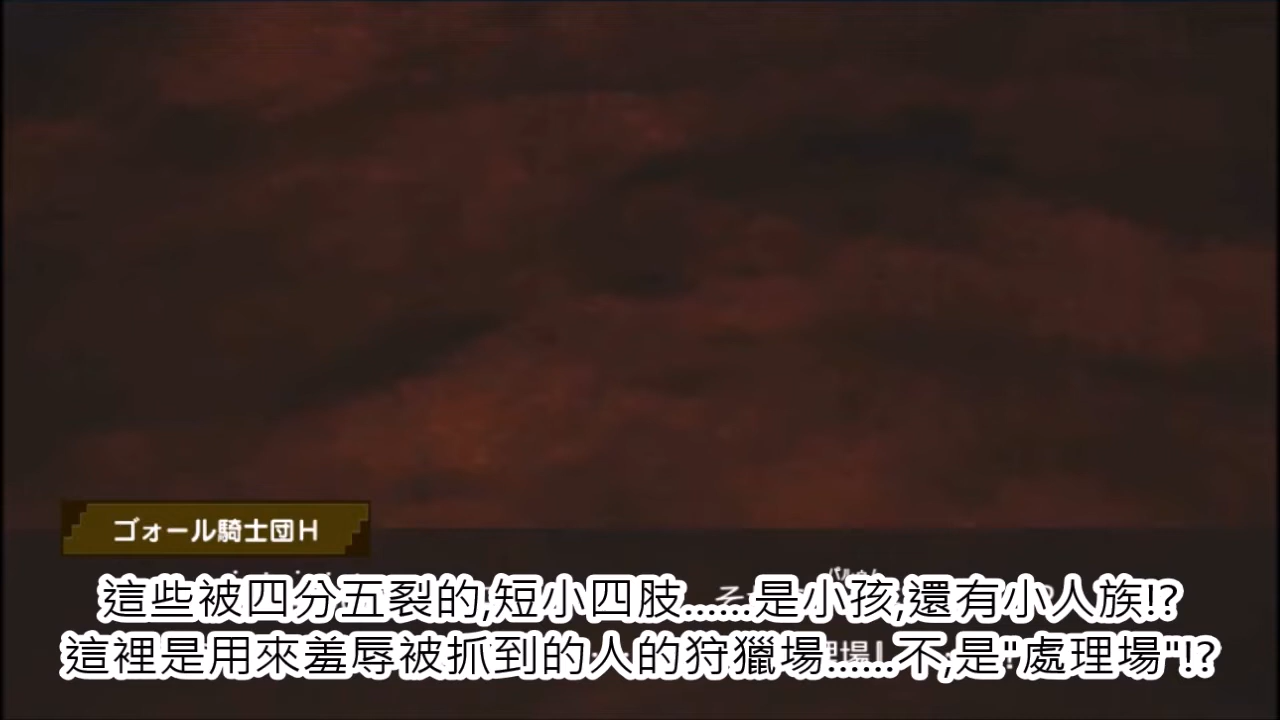 ゴォール騎士団H
這些被四分五裂的,短小四肢......是小孩,還有小人族!?
這裡是用來羞辱被抓到的人的狩獵場......不,是"處理場"!?